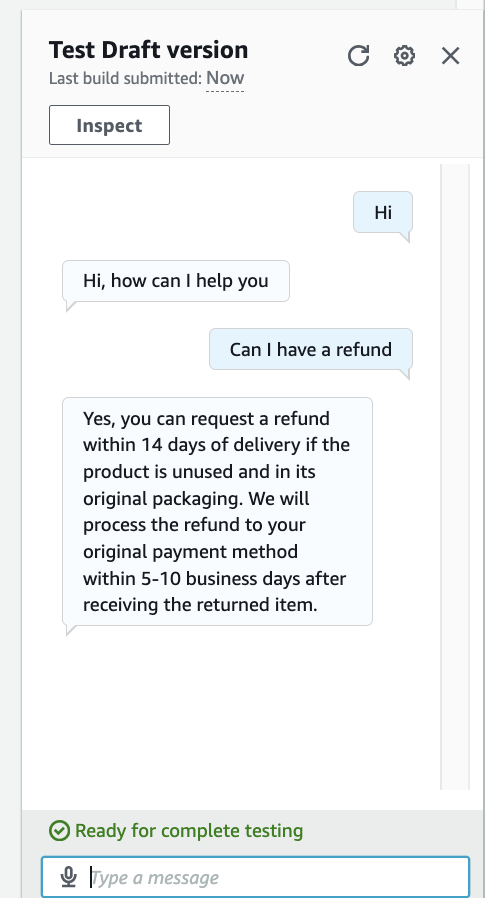 Test Draft version
Last build submitted: Now
Inspect
Hi
Hi, how can I help you
Can I have a refund
Yes, you can request a refund
within 14 days of delivery if the
product is unused and in its
original packaging. We will
process the refund to your
original payment method
within 5-10 business days after
receiving the returned item.
Ready for complete testing
Type a message